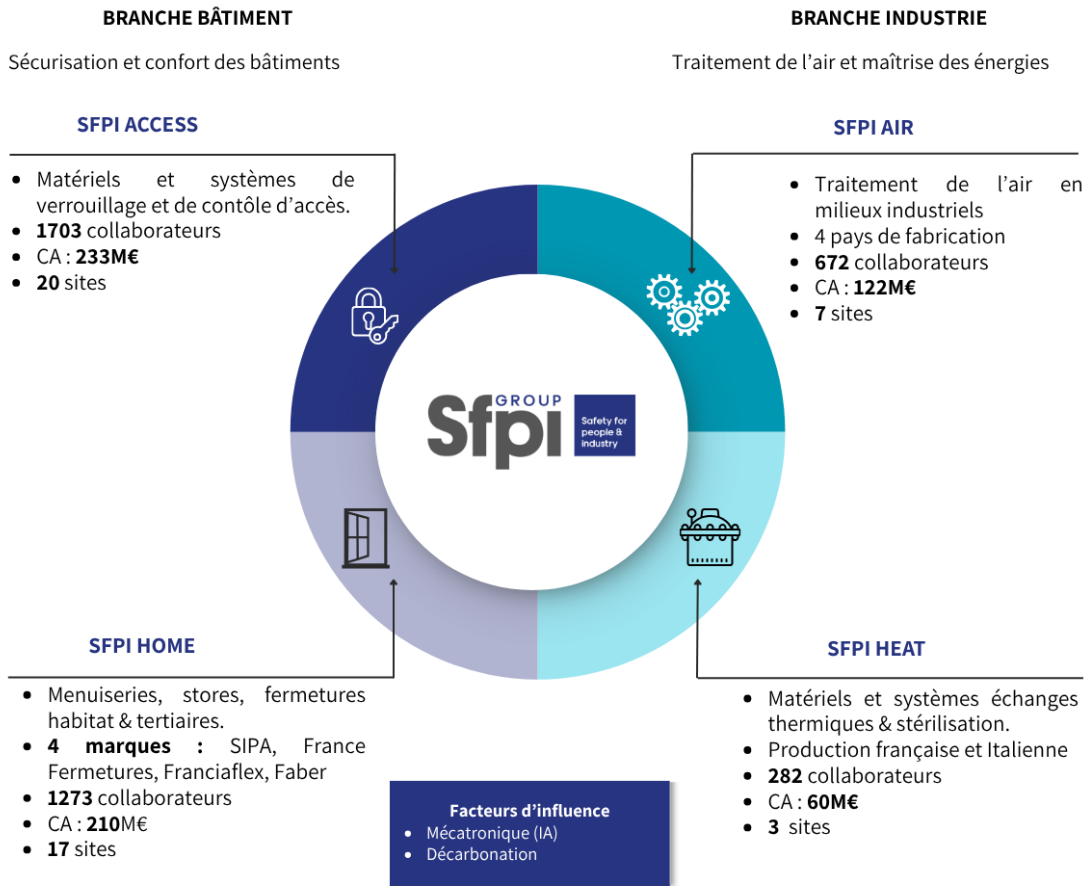 BRANCHE BÂTIMENT
Sécurisation et confort des bâtiments
SFPI ACCESS
• Matériels et systèmes de
verrouillage et de contôle d'accès.
• 1703 collaborateurs
• CA : 233M€
• 20 sites
BRANCHE INDUSTRIE
Traitement de l'air et maîtrise des énergies
SFPI AIR
• Traitement de l'air en
milieux industriels
• 4 pays de fabrication
• 672 collaborateurs
• CA : 122M€
• 7 sites
GROUP
Sfpi
Safety for
people &
industry
SFPI HOME
• Menuiseries, stores, fermetures
habitat & tertiaires.
• 4 marques : SIPA, France
Fermetures, Franciaflex, Faber
• 1273 collaborateurs
• CA : 210M€
• 17 sites
SFPI HEAT
• Matériels et systèmes échanges
thermiques & stérilisation.
• Production française et Italienne
• 282 collaborateurs
• CA : 60M€
• 3 sites
Facteurs d'influence
• Mécatronique (IA)
• Décarbonation